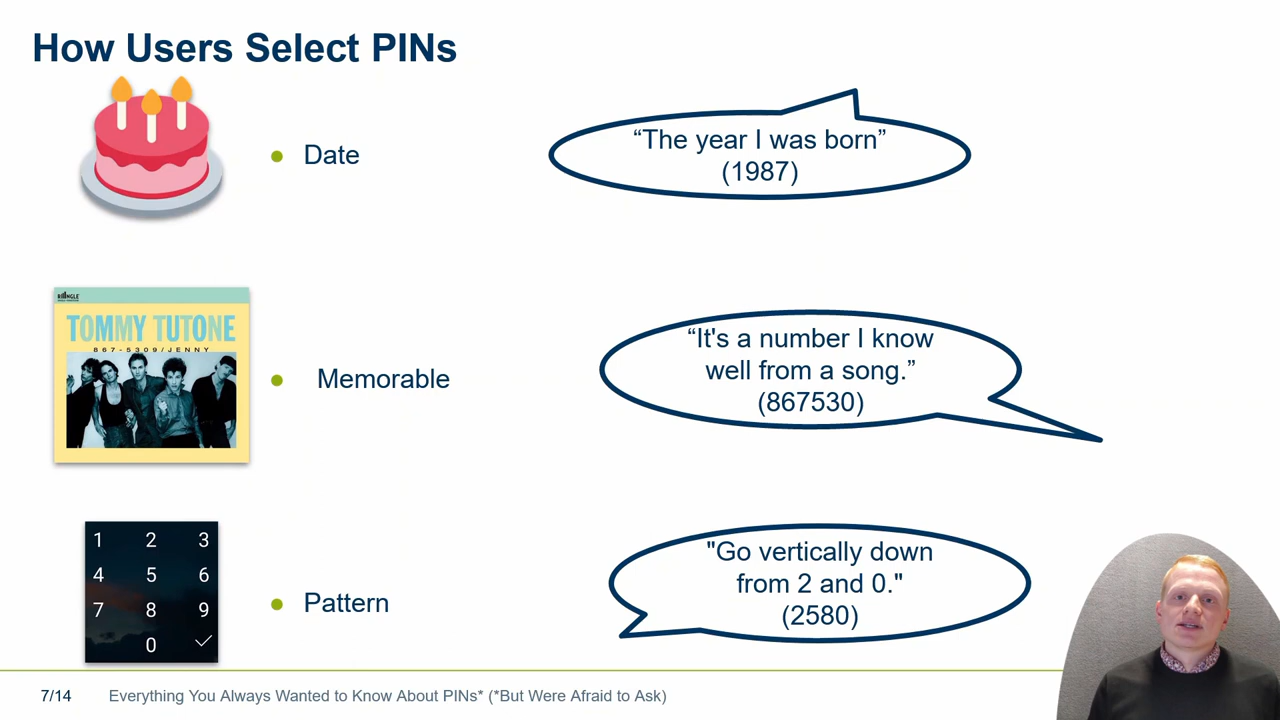 How Users Select PINs
Date
“The year I was born”
(1987)
TOMMY TUTONE
867-5309/JENNY
Memorable
“It's a number I know
well from a song.”
(867530)
1 2 3
4 5 6
7 8 9
0
Pattern
"Go vertically down
from 2 and 0."
(2580)
7/14
Everything You Always Wanted to Know About PINs* (*But Were Afraid to Ask)